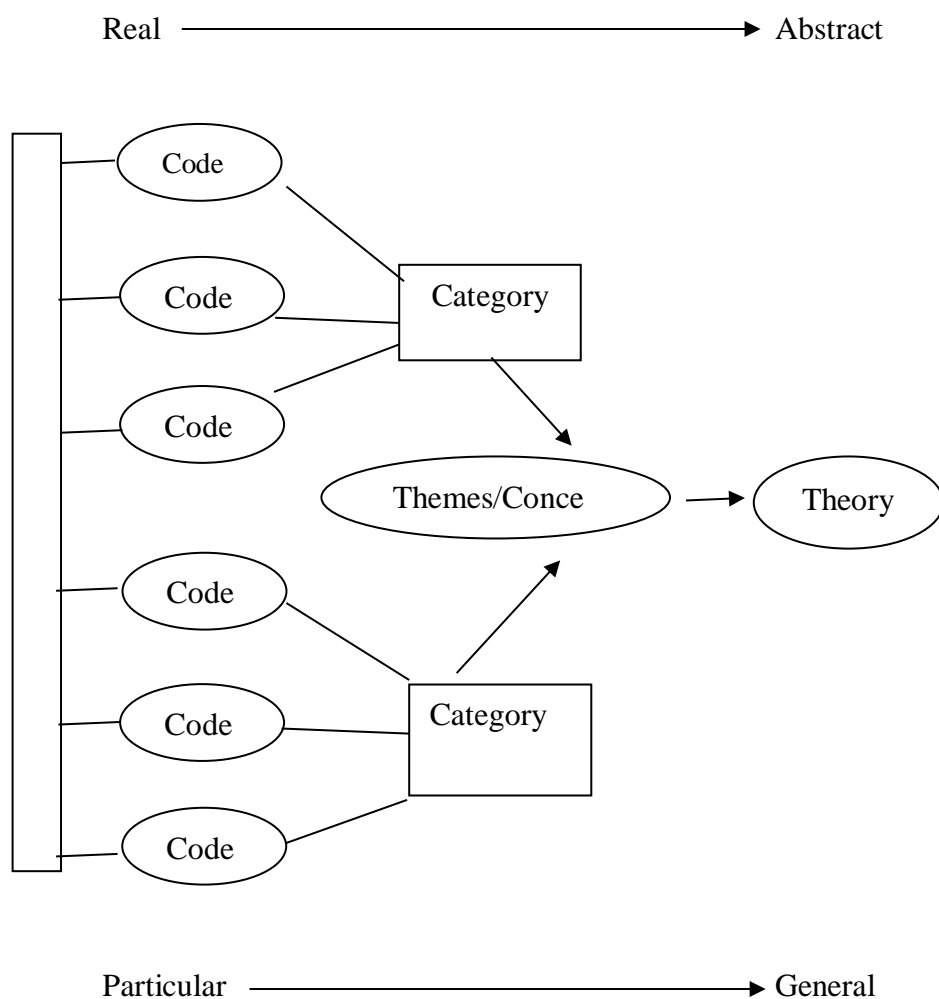 Real Abstract
Code
Code
Category
Code
Themes/Conce
Theory
Code
Category
Code
Code
Particular General